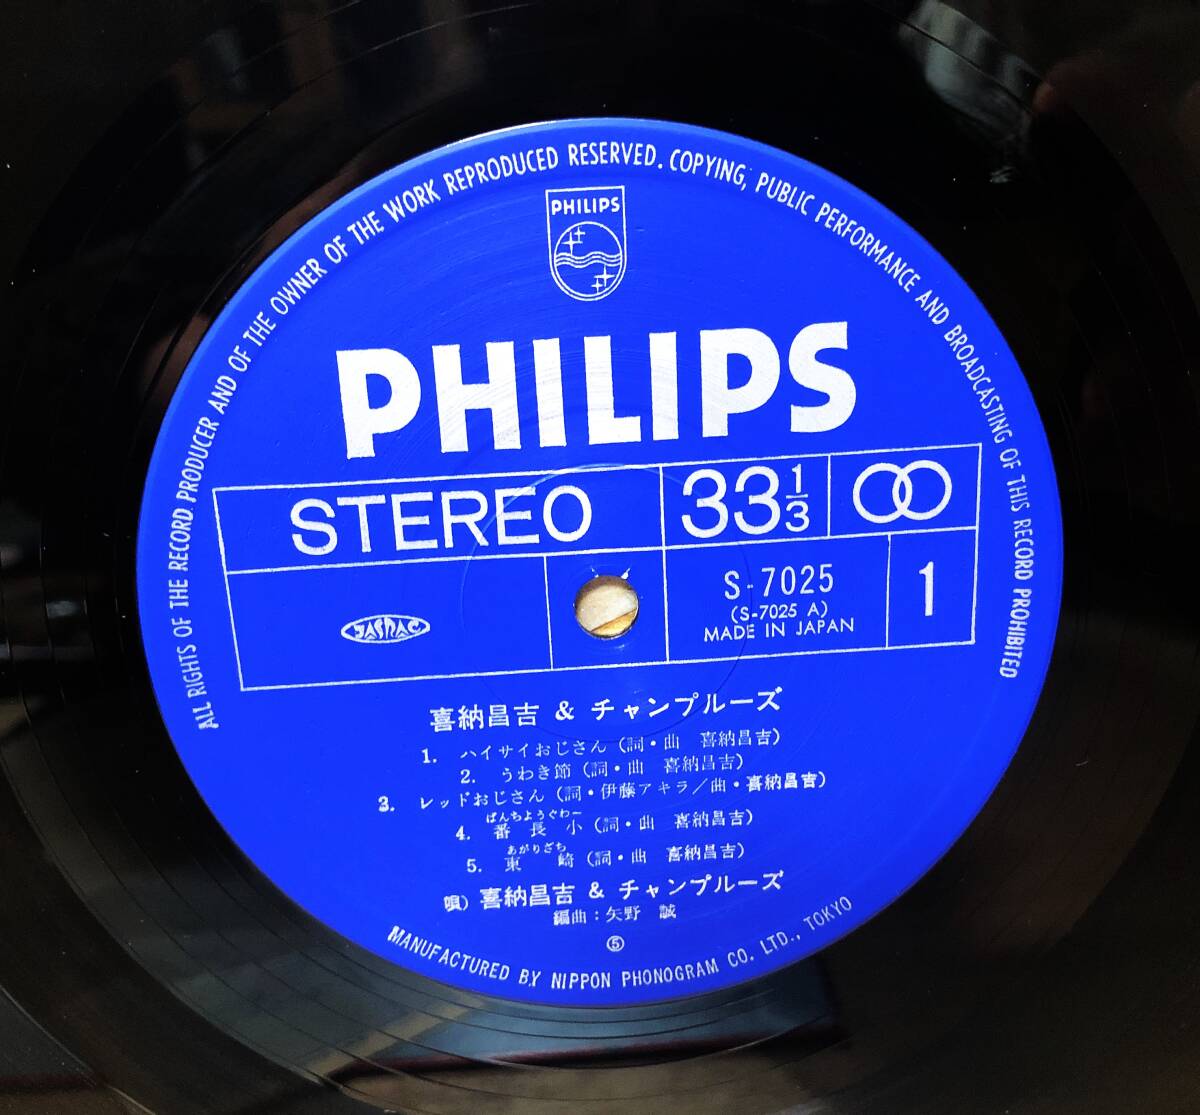 ALL RIGHTS OF THE RECORD PRODUCER AND OF THE OWNER OF THE WORK REPRODUCED RESERVED. COPYING, PUBLIC PERFORMANCE AND BROADCASTING OF THIS RECORD PROHIBITED
PHILIPS
PHILIPS
STEREO 33 1/3
S-7025
(S-7025 A)
MADE IN JAPAN
1
JASRAC
喜納昌吉 & チャンプルーズ
1. ハイサイおじさん (詞・曲 喜納昌吉)
2. うわき節 (詞・曲 喜納昌吉)
3. レッドおじさん (詞・伊藤アキラ/曲・喜納昌吉)
ばんちょうぐゎー
4. 番長小 (詞・曲 喜納昌吉)
あがりざち
5. 東崎 (詞・曲 喜納昌吉)
唄) 喜納昌吉 & チャンプルーズ
編曲:矢野 誠
⑤
MANUFACTURED BY NIPPON PHONOGRAM CO. LTD., TOKYO